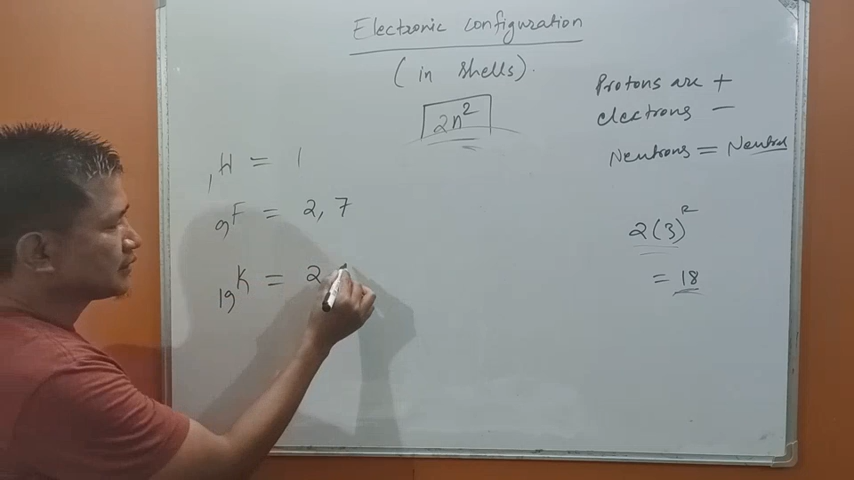 Electronic configuration
(in shells).
2n²
Protons are +
electrons −
Neutrons = Neutral
₁H = 1
₉F = 2, 7
2(3)²
= 18
₁₉K = 2